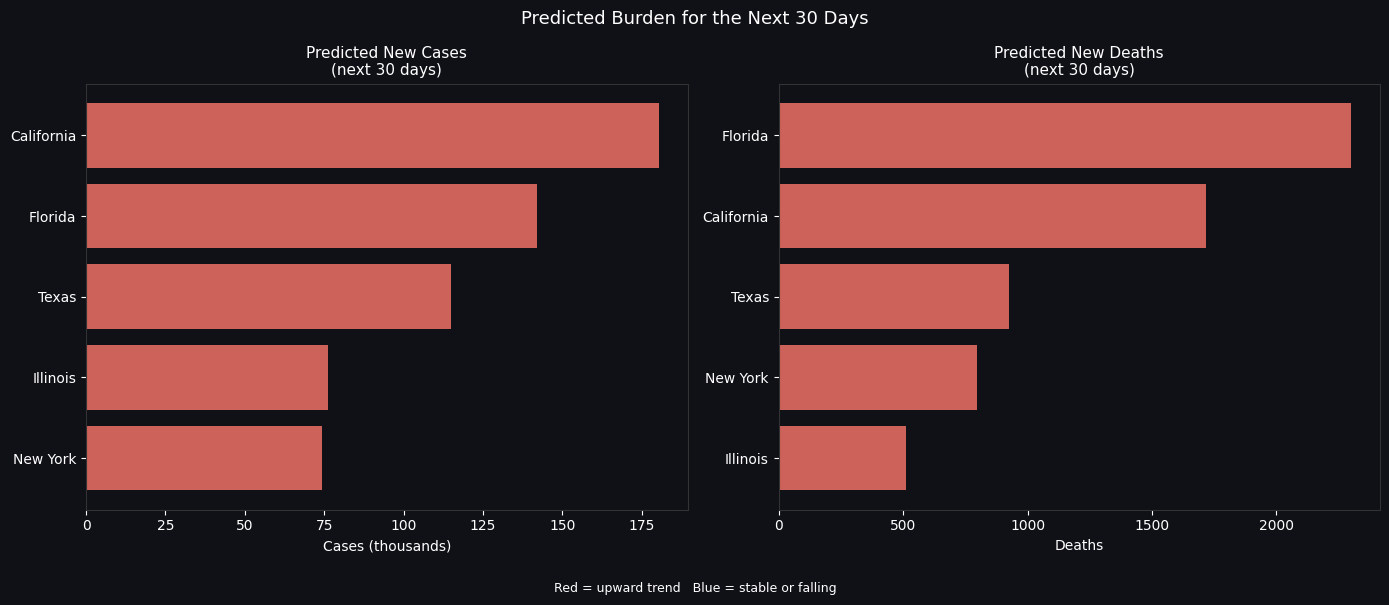 Predicted Burden for the Next 30 Days
Predicted New Cases
(next 30 days)
California
Florida
Texas
Illinois
New York
0 25 50 75 100 125 150 175
Cases (thousands)
Predicted New Deaths
(next 30 days)
Florida
California
Texas
New York
Illinois
0 500 1000 1500 2000
Deaths
Red = upward trend   Blue = stable or falling